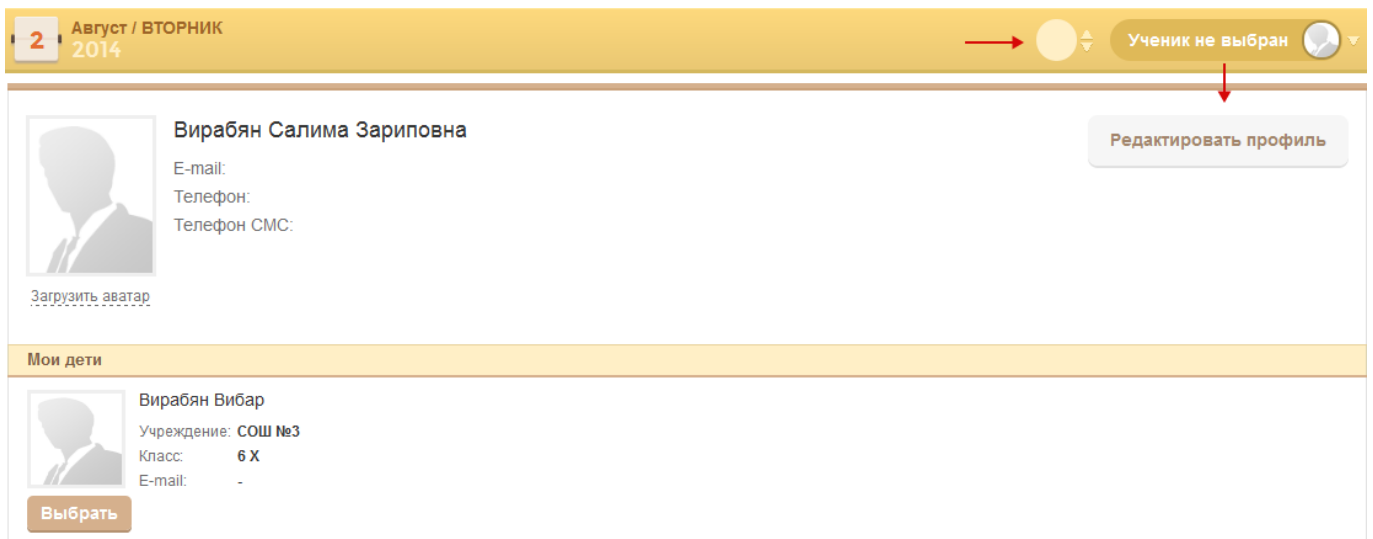 2
Август / ВТОРНИК
2014
Ученик не выбран
Вирабян Салима Зариповна
Редактировать профиль
E-mail:
Телефон:
Телефон СМС:
Загрузить аватар
Мои дети
Вирабян Вибар
Учреждение: СОШ №3
Класс: 6 Х
E-mail: -
Выбрать